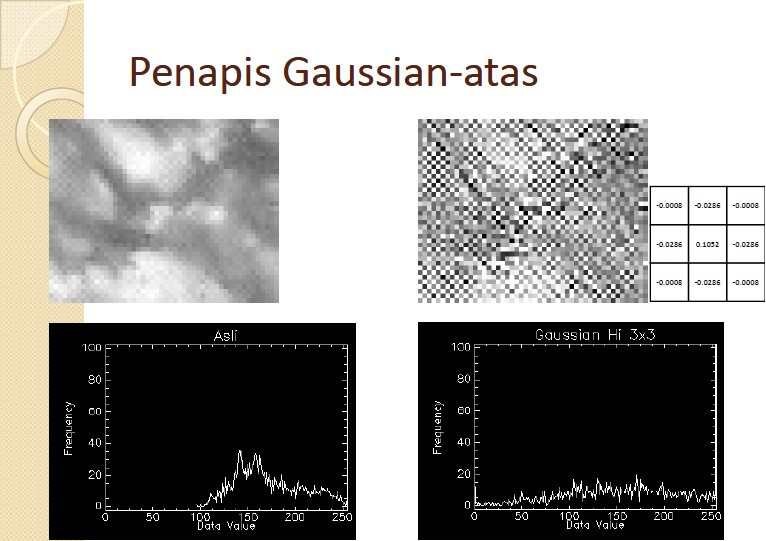 Penapis Gaussian-atas
-0.0008 -0.0286 -0.0008
-0.0286 0.1052 -0.0286
-0.0008 -0.0286 -0.0008
Asli
100
80
60
40
20
0
Frequency
0 50 100 150 200 250
Data Value
Gaussian Hi 3x3
100
80
60
40
20
0
Frequency
0 50 100 150 200 250
Data Value